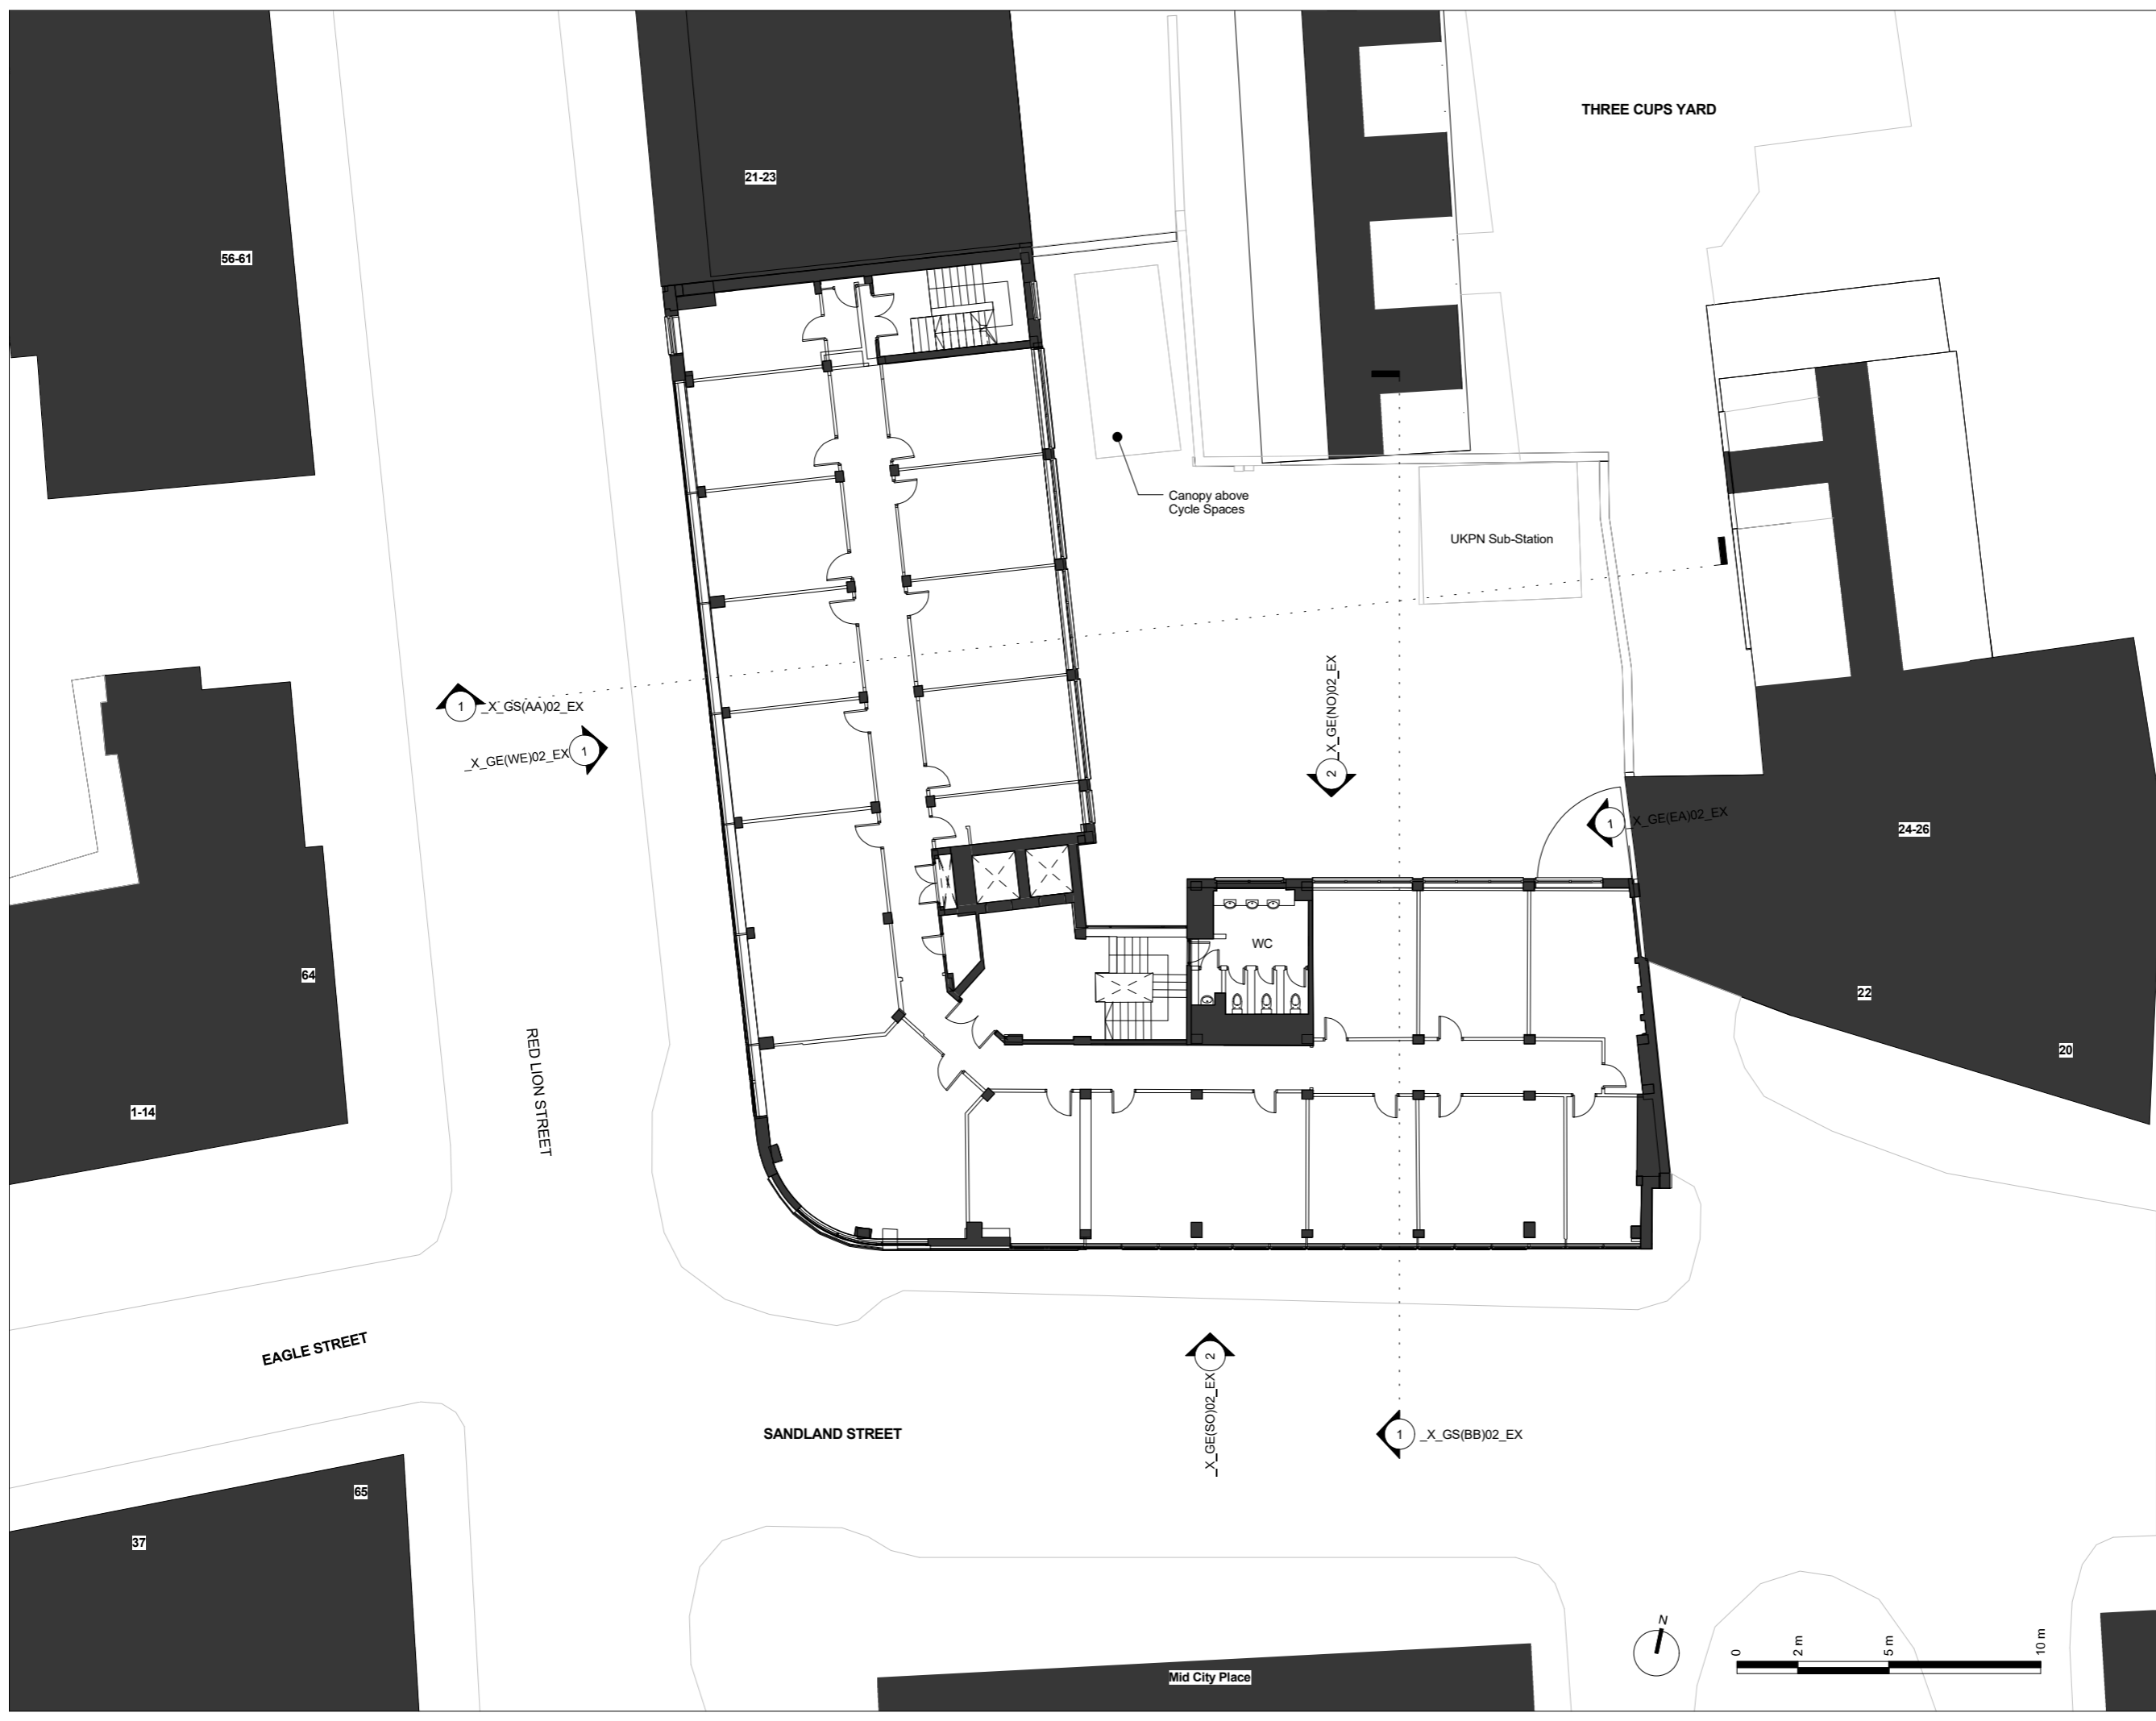 THREE CUPS YARD
21-23
56-61
Canopy above
Cycle Spaces
UKPN Sub-Station
1
_X_GS(AA)02_EX
_X_GE(WE)02_EX
1
_X_GE(NO)02_EX
2
1
_X_GE(EA)02_EX
24-26
WC
64
22
20
RED LION STREET
1-14
EAGLE STREET
2
_X_GE(SO)02_EX
SANDLAND STREET
1
_X_GS(BB)02_EX
65
37
N
0
2 m
5 m
10 m
Mid City Place